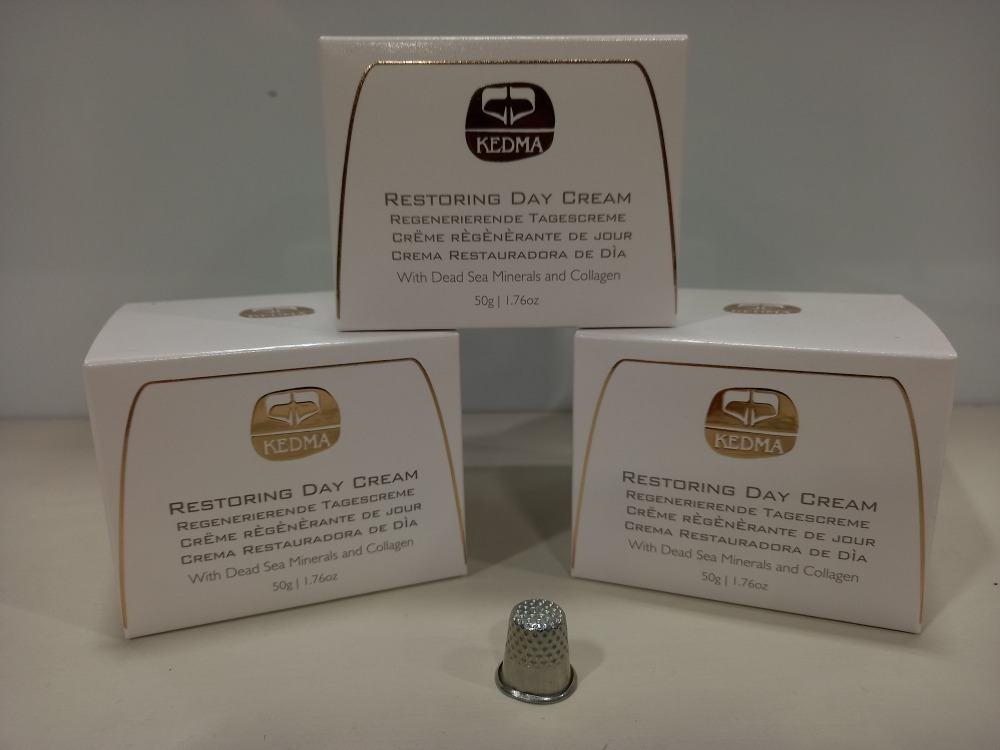 KEDMA
RESTORING DAY CREAM
REGENERIERENDE TAGESCREME
CRËME RÈGÈNÈRANTE DE JOUR
CREMA RESTAURADORA DE DÌA
With Dead Sea Minerals and Collagen
50g | 1.76oz
KEDMA
RESTORING DAY CREAM
REGENERIERENDE TAGESCREME
CRËME RÈGÈNÈRANTE DE JOUR
CREMA RESTAURADORA DE DÌA
With Dead Sea Minerals and Collagen
50g | 1.76oz
KEDMA
RESTORING DAY CREAM
REGENERIERENDE TAGESCREME
CRËME RÈGÈNÈRANTE DE JOUR
CREMA RESTAURADORA DE DÌA
With Dead Sea Minerals and Collagen
50g | 1.76oz